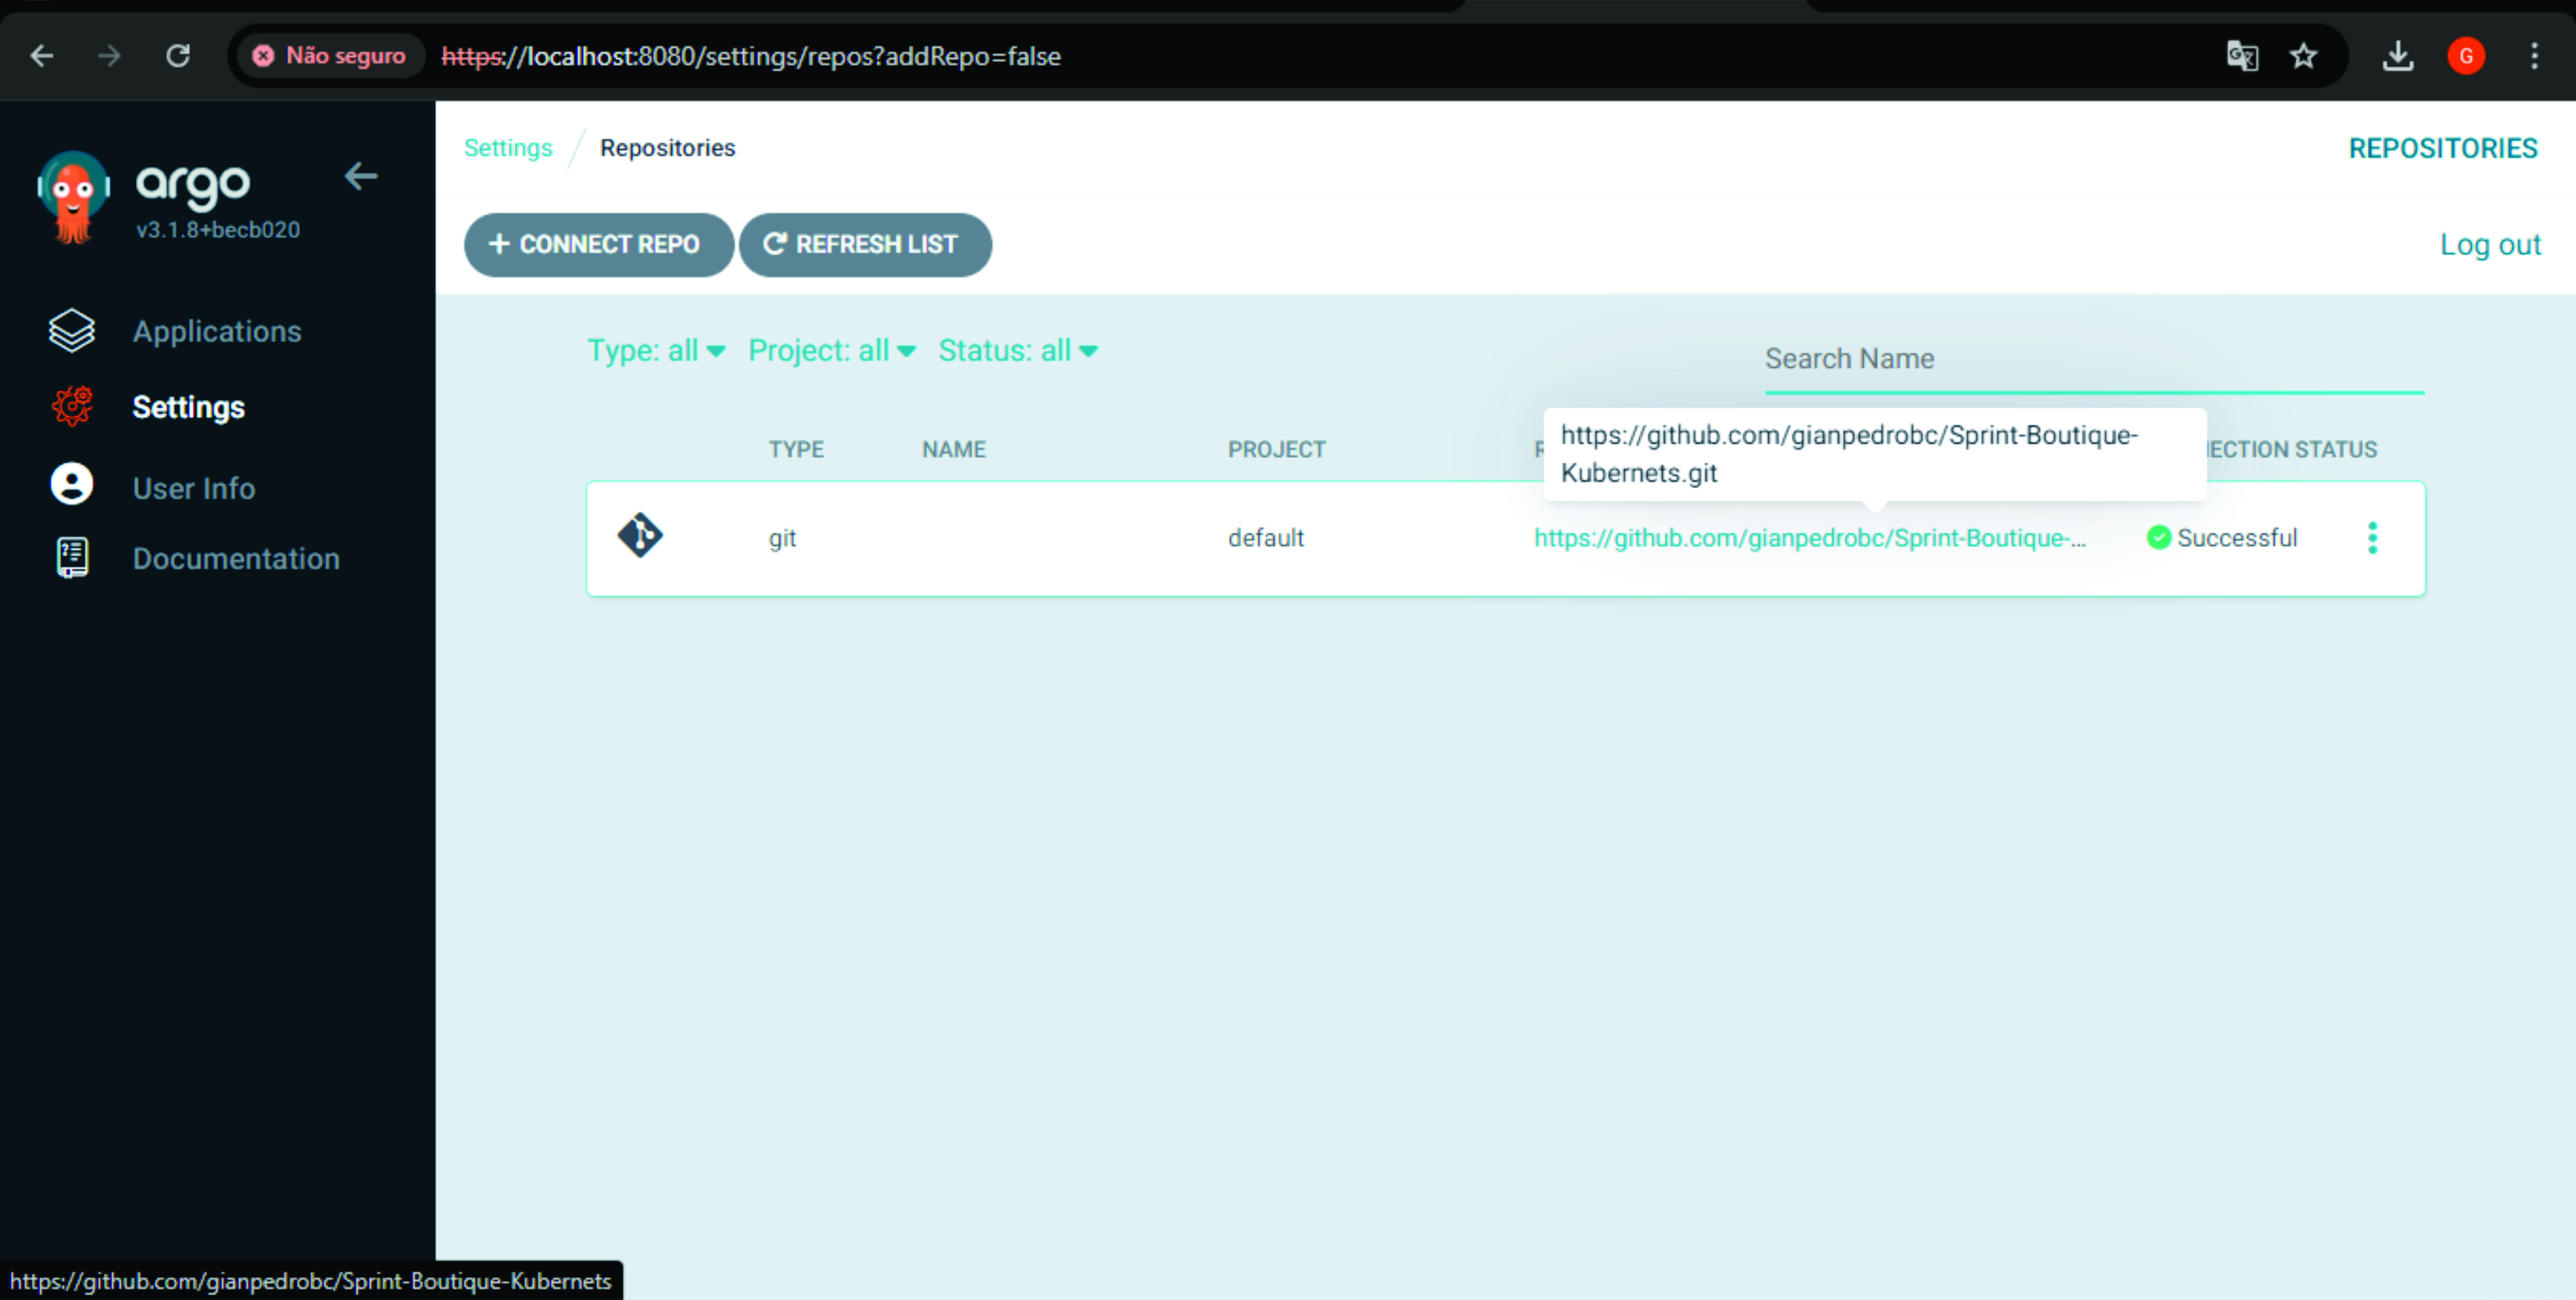 Não seguro https://localhost:8080/settings/repos?addRepo=false
G
argo
v3.1.8+becb020
Applications
Settings
User Info
Documentation
Settings / Repositories
REPOSITORIES
+ CONNECT REPO
REFRESH LIST
Log out
Type: all Project: all Status: all
Search Name
https://github.com/gianpedrobc/Sprint-Boutique-
Kubernets.git
TYPE NAME PROJECT R ECTION STATUS
git default https://github.com/gianpedrobc/Sprint-Boutique-... Successful
https://github.com/gianpedrobc/Sprint-Boutique-Kubernets